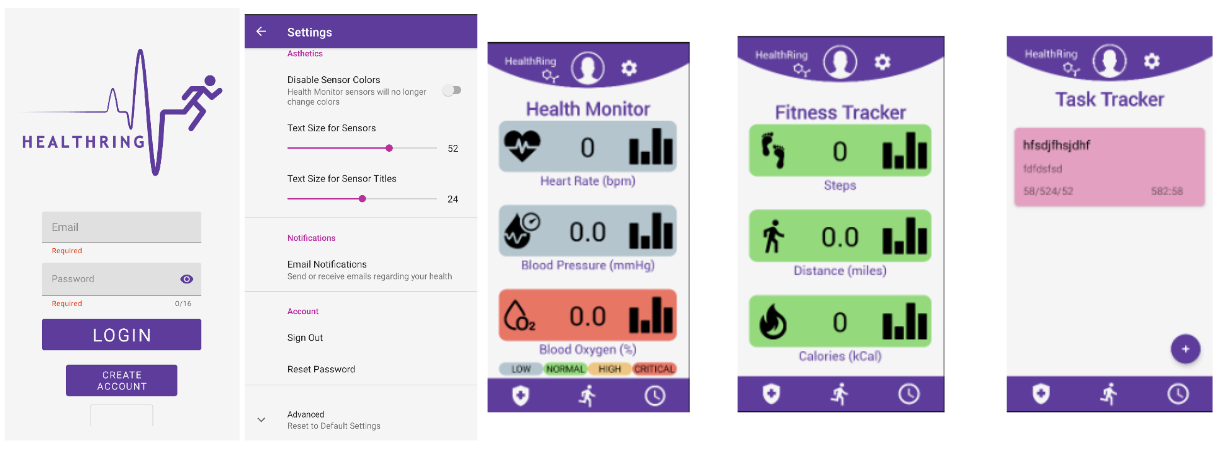 HEALTHRING
Email
Required
Password
Required
0/16
LOGIN
CREATE
ACCOUNT
Settings
Asthetics
Disable Sensor Colors
Health Monitor sensors will no longer
change colors
Text Size for Sensors
52
Text Size for Sensor Titles
24
Notifications
Email Notifications
Send or receive emails regarding your health
Account
Sign Out
Reset Password
Advanced
Reset to Default Settings
HealthRing
Health Monitor
0
Heart Rate (bpm)
0.0
Blood Pressure (mmHg)
O₂
0.0
Blood Oxygen (%)
LOW NORMAL HIGH CRITICAL
HealthRing
Fitness Tracker
0
Steps
0.0
Distance (miles)
0
Calories (kCal)
HealthRing
Task Tracker
hfsdjfhsjdhf
fdfdsfsd
58/524/52 582:58
+